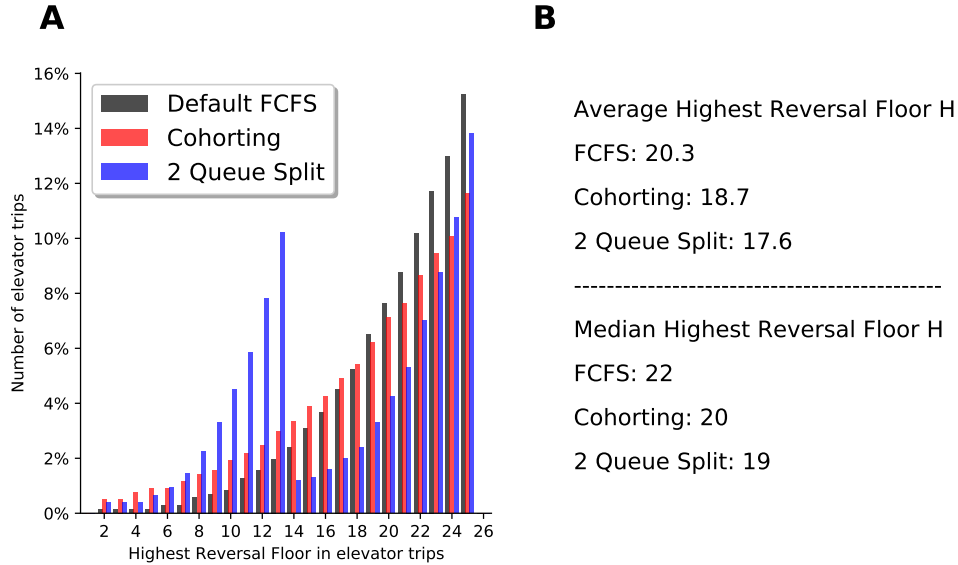 A
B
16%
14%
12%
10%
8%
6%
4%
2%
0%
Number of elevator trips
Default FCFS
Cohorting
2 Queue Split
2 4 6 8 10 12 14 16 18 20 22 24 26
Highest Reversal Floor in elevator trips
Average Highest Reversal Floor H
FCFS: 20.3
Cohorting: 18.7
2 Queue Split: 17.6
----------------------------------------------
Median Highest Reversal Floor H
FCFS: 22
Cohorting: 20
2 Queue Split: 19